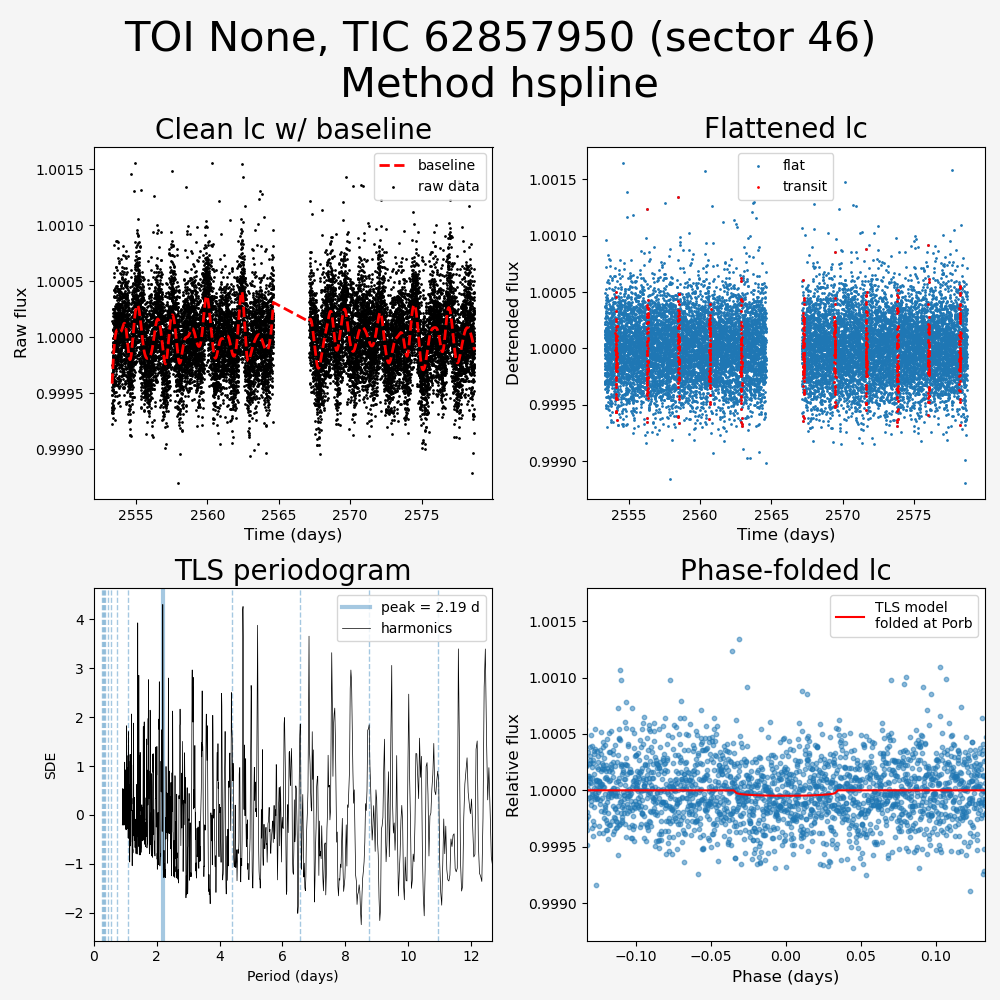 TOI None, TIC 62857950 (sector 46)
Method hspline
Clean lc w/ baseline
baseline
raw data
1.0015
1.0010
1.0005
1.0000
0.9995
0.9990
Raw flux
2555
2560
2565
2570
2575
Time (days)
Flattened lc
flat
transit
1.0015
1.0010
1.0005
1.0000
0.9995
0.9990
Detrended flux
2555
2560
2565
2570
2575
Time (days)
TLS periodogram
peak = 2.19 d
harmonics
4
3
2
1
0
−1
−2
SDE
0
2
4
6
8
10
12
Period (days)
Phase-folded lc
TLS model
folded at Porb
1.0015
1.0010
1.0005
1.0000
0.9995
0.9990
Relative flux
−0.10
−0.05
0.00
0.05
0.10
Phase (days)